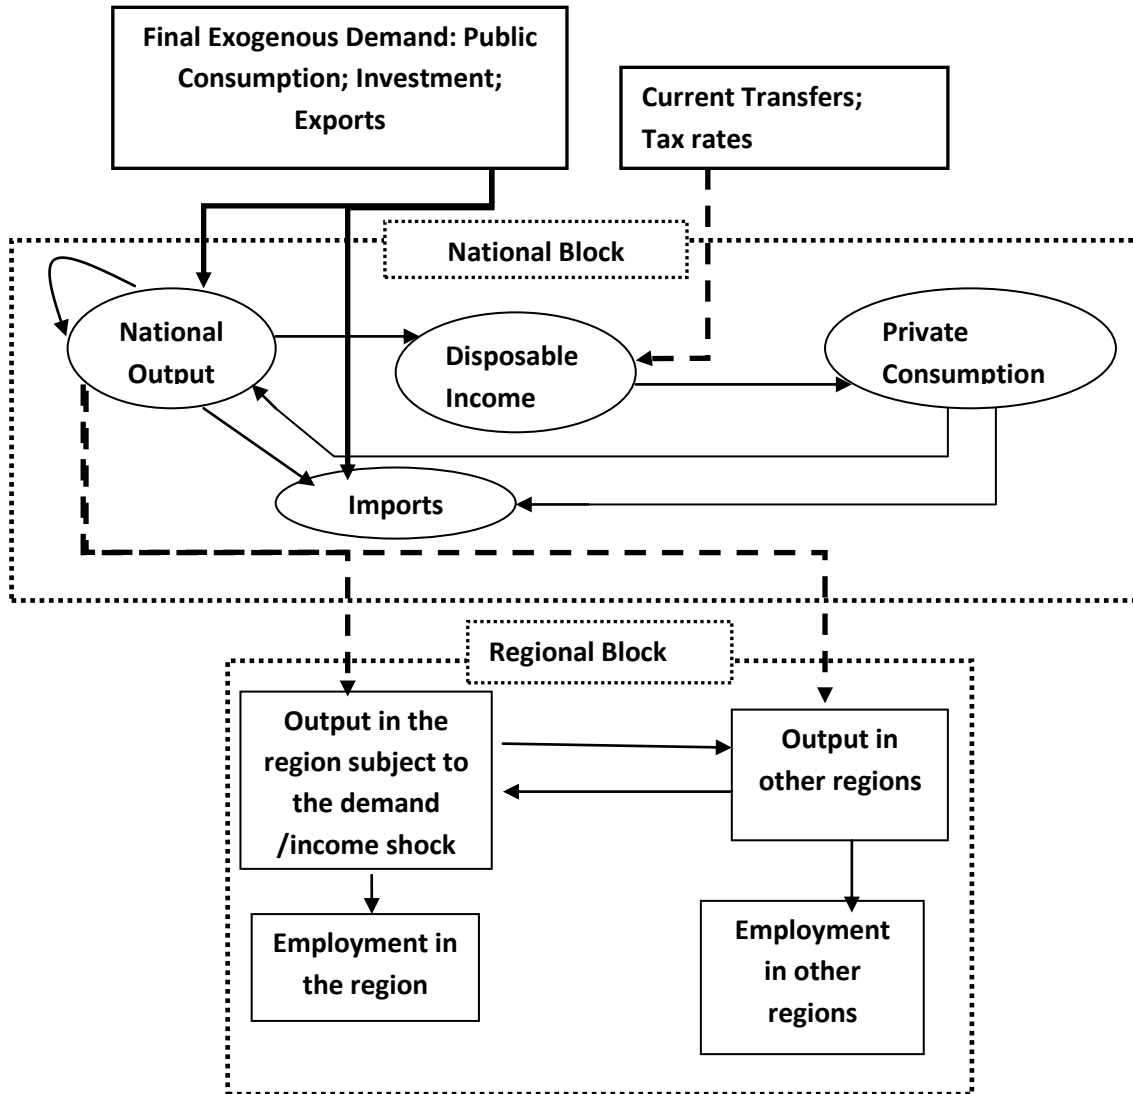 Final Exogenous Demand: Public
Consumption; Investment;
Exports
Current Transfers;
Tax rates
National Block
National
Output
Disposable
Income
Private
Consumption
Imports
Regional Block
Output in the
region subject to
the demand
/income shock
Output in
other regions
Employment in
the region
Employment
in other
regions